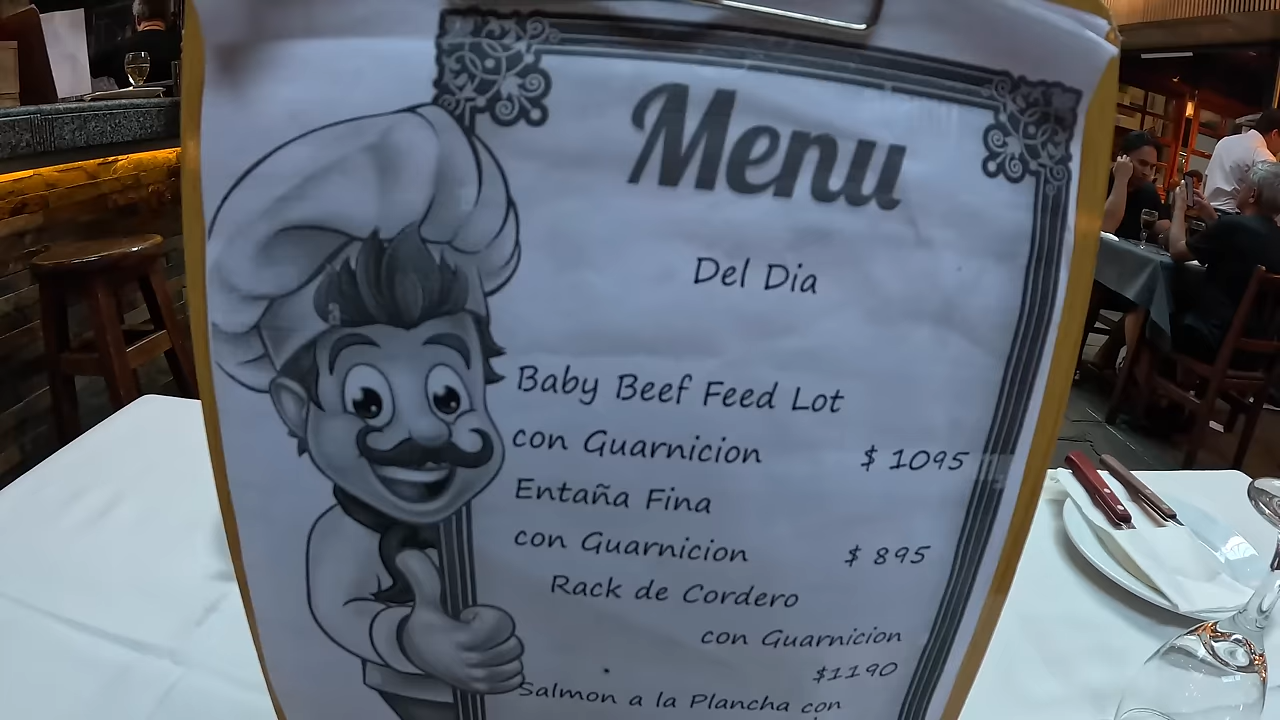 Menu
Del Dia
Baby Beef Feed Lot
con Guarnicion $ 1095
Entaña Fina
con Guarnicion $ 895
Rack de Cordero
con Guarnicion
$1190
Salmon a la Plancha con